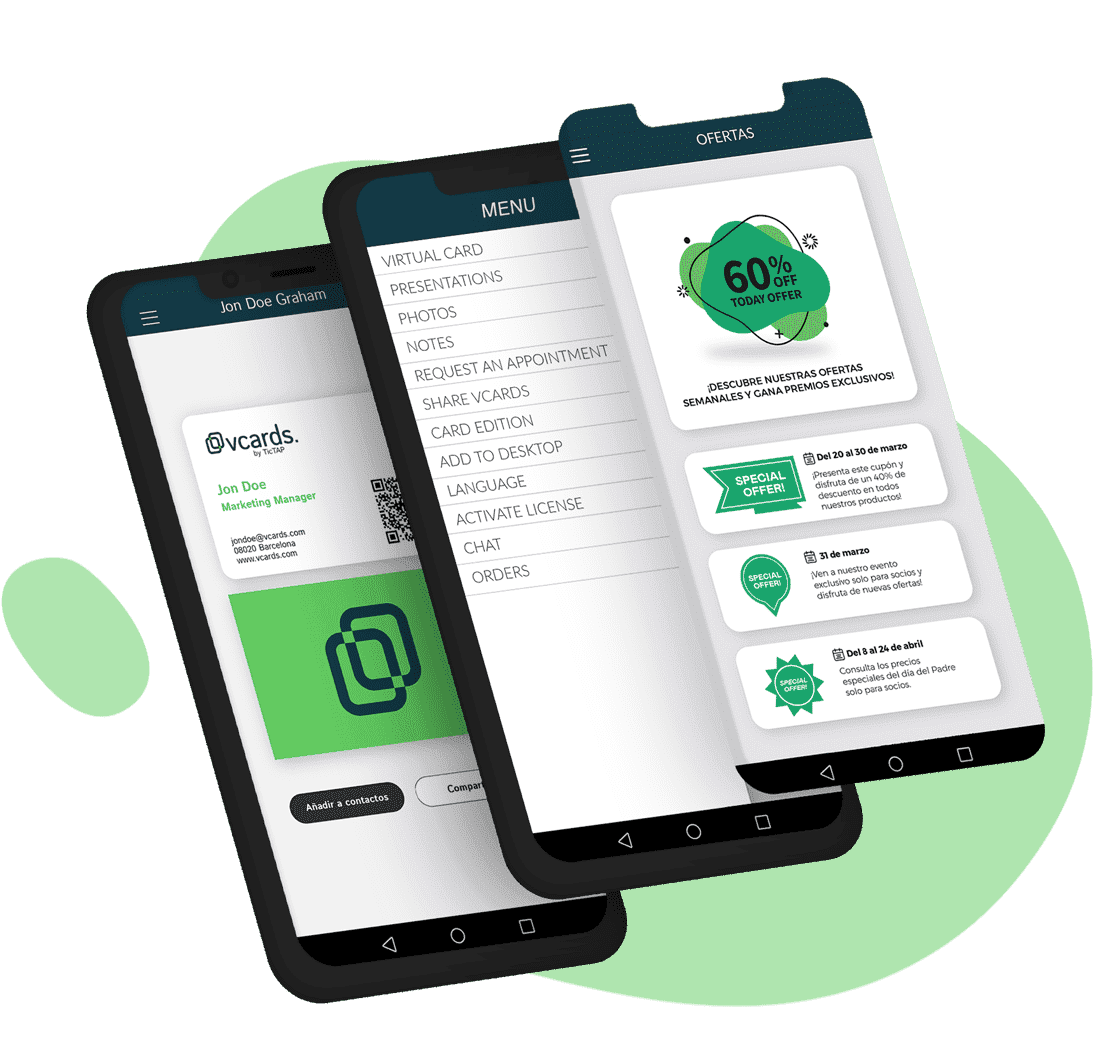 Jon Doe Graham
vcards.
by TicTAP
Jon Doe
Marketing Manager
jondoe@vcards.com
08020 Barcelona
www.vcards.com
Añadir a contactos
MENU
VIRTUAL CARD
PRESENTATIONS
PHOTOS
NOTES
REQUEST AN APPOINTMENT
SHARE VCARDS
CARD EDITION
ADD TO DESKTOP
LANGUAGE
ACTIVATE LICENSE
CHAT
ORDERS
OFERTAS
60%
OFF
TODAY OFFER
¡DESCUBRE NUESTRAS OFERTAS
SEMANALES Y GANA PREMIOS EXCLUSIVOS!
SPECIAL
OFFER!
Del 20 al 30 de marzo
¡Presenta este cupón y
disfruta de un 40% de
descuento en todos
nuestros productos!
SPECIAL
OFFER!
31 de marzo
¡Ven a nuestro evento
exclusivo solo para socios y
disfruta de nuevas ofertas!
SPECIAL
OFFER!
Del 8 al 24 de abril
Consulta los precios
especiales del día del Padre
solo para socios.